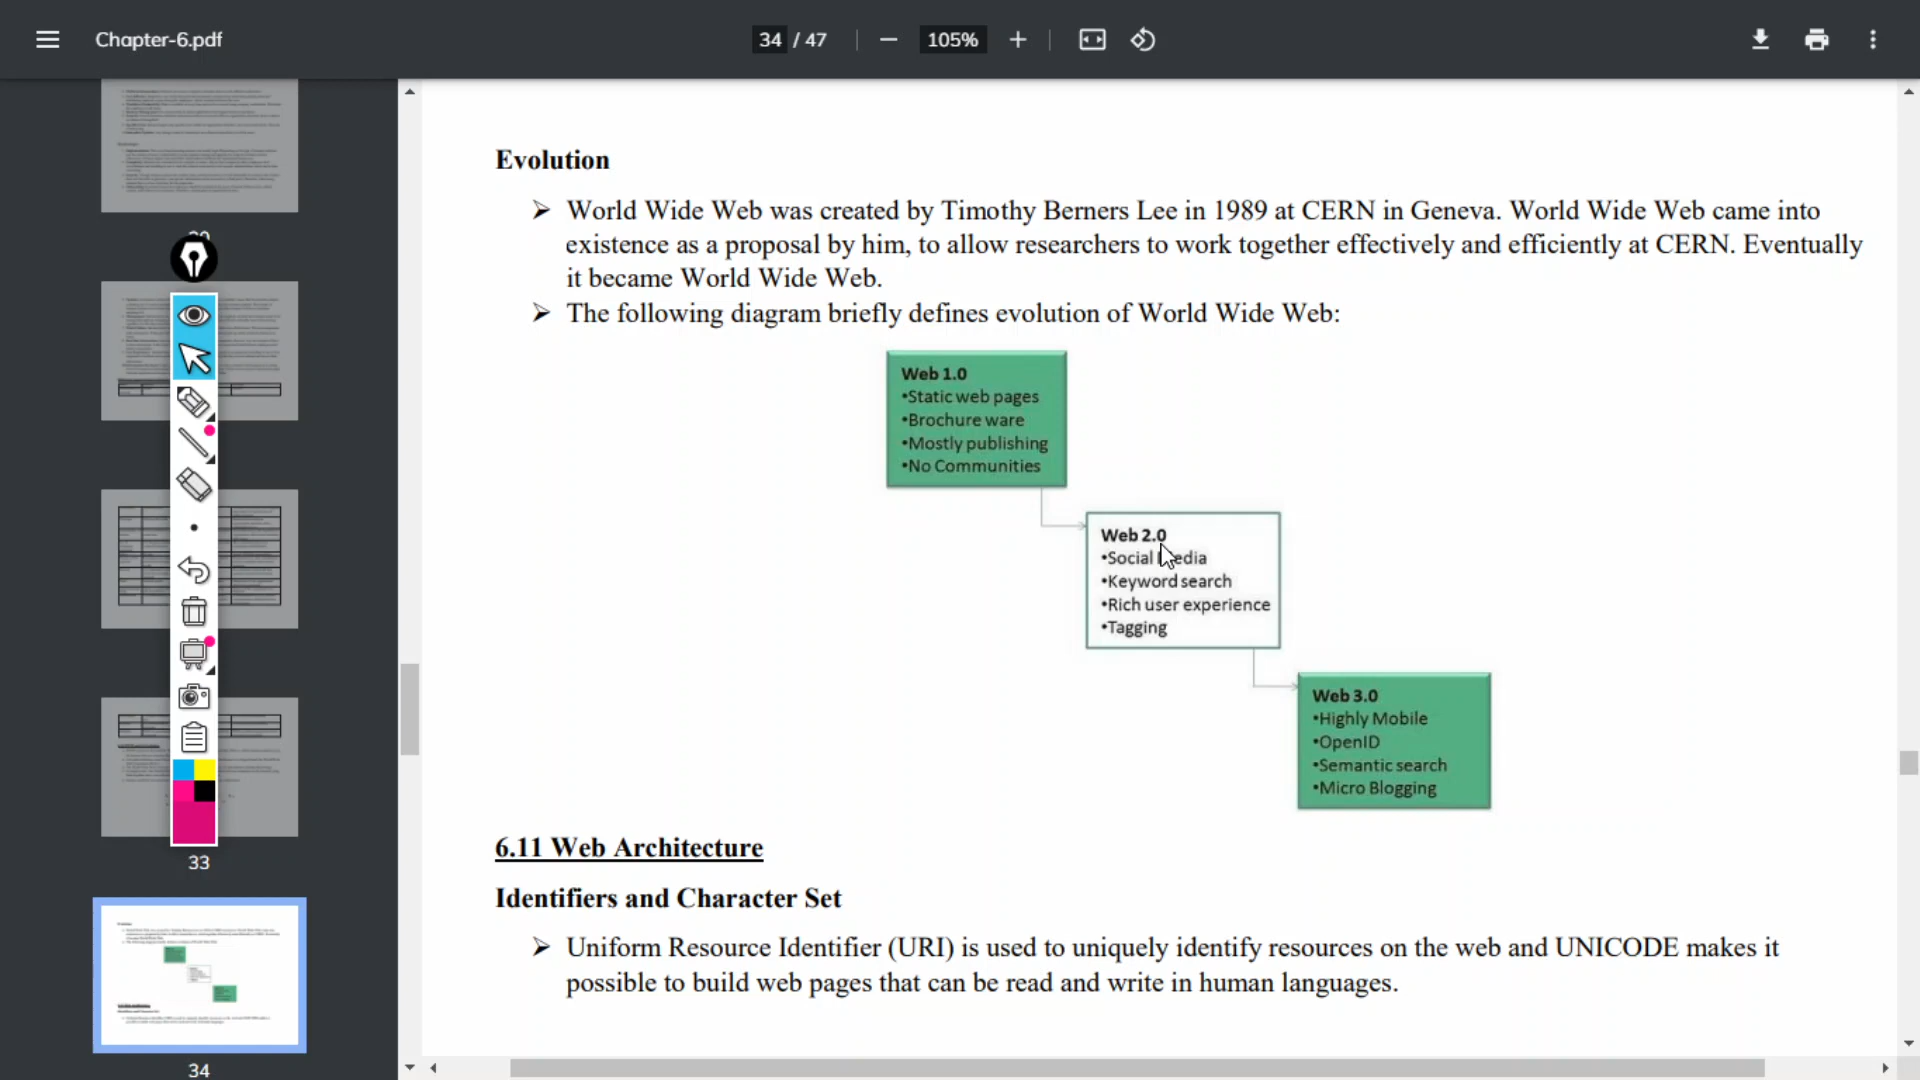 Chapter-6.pdf
34 / 47
105%
33
34
Evolution
➢ World Wide Web was created by Timothy Berners Lee in 1989 at CERN in Geneva. World Wide Web came into
existence as a proposal by him, to allow researchers to work together effectively and efficiently at CERN. Eventually
it became World Wide Web.
➢ The following diagram briefly defines evolution of World Wide Web:
Web 1.0
•Static web pages
•Brochure ware
•Mostly publishing
•No Communities
Web 2.0
•Social Media
•Keyword search
•Rich user experience
•Tagging
Web 3.0
•Highly Mobile
•OpenID
•Semantic search
•Micro Blogging
6.11 Web Architecture
Identifiers and Character Set
➢ Uniform Resource Identifier (URI) is used to uniquely identify resources on the web and UNICODE makes it
possible to build web pages that can be read and write in human languages.